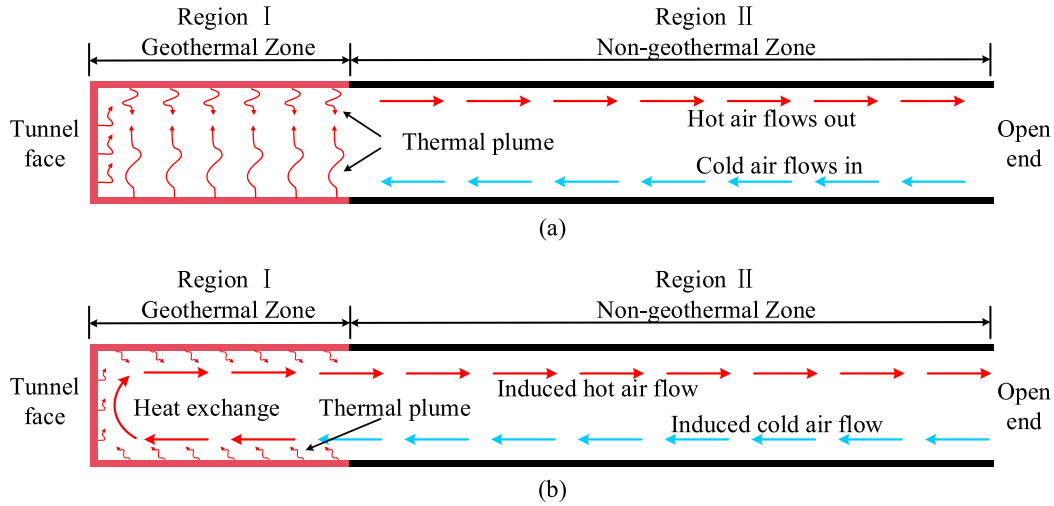 Region Ⅰ
Region Ⅱ
Geothermal Zone
Non-geothermal Zone
Tunnel
face
Thermal plume
Hot air flows out
Cold air flows in
Open
end
(a)
Region Ⅰ
Region Ⅱ
Geothermal Zone
Non-geothermal Zone
Tunnel
face
Heat exchange
Thermal plume
Induced hot air flow
Induced cold air flow
Open
end
(b)